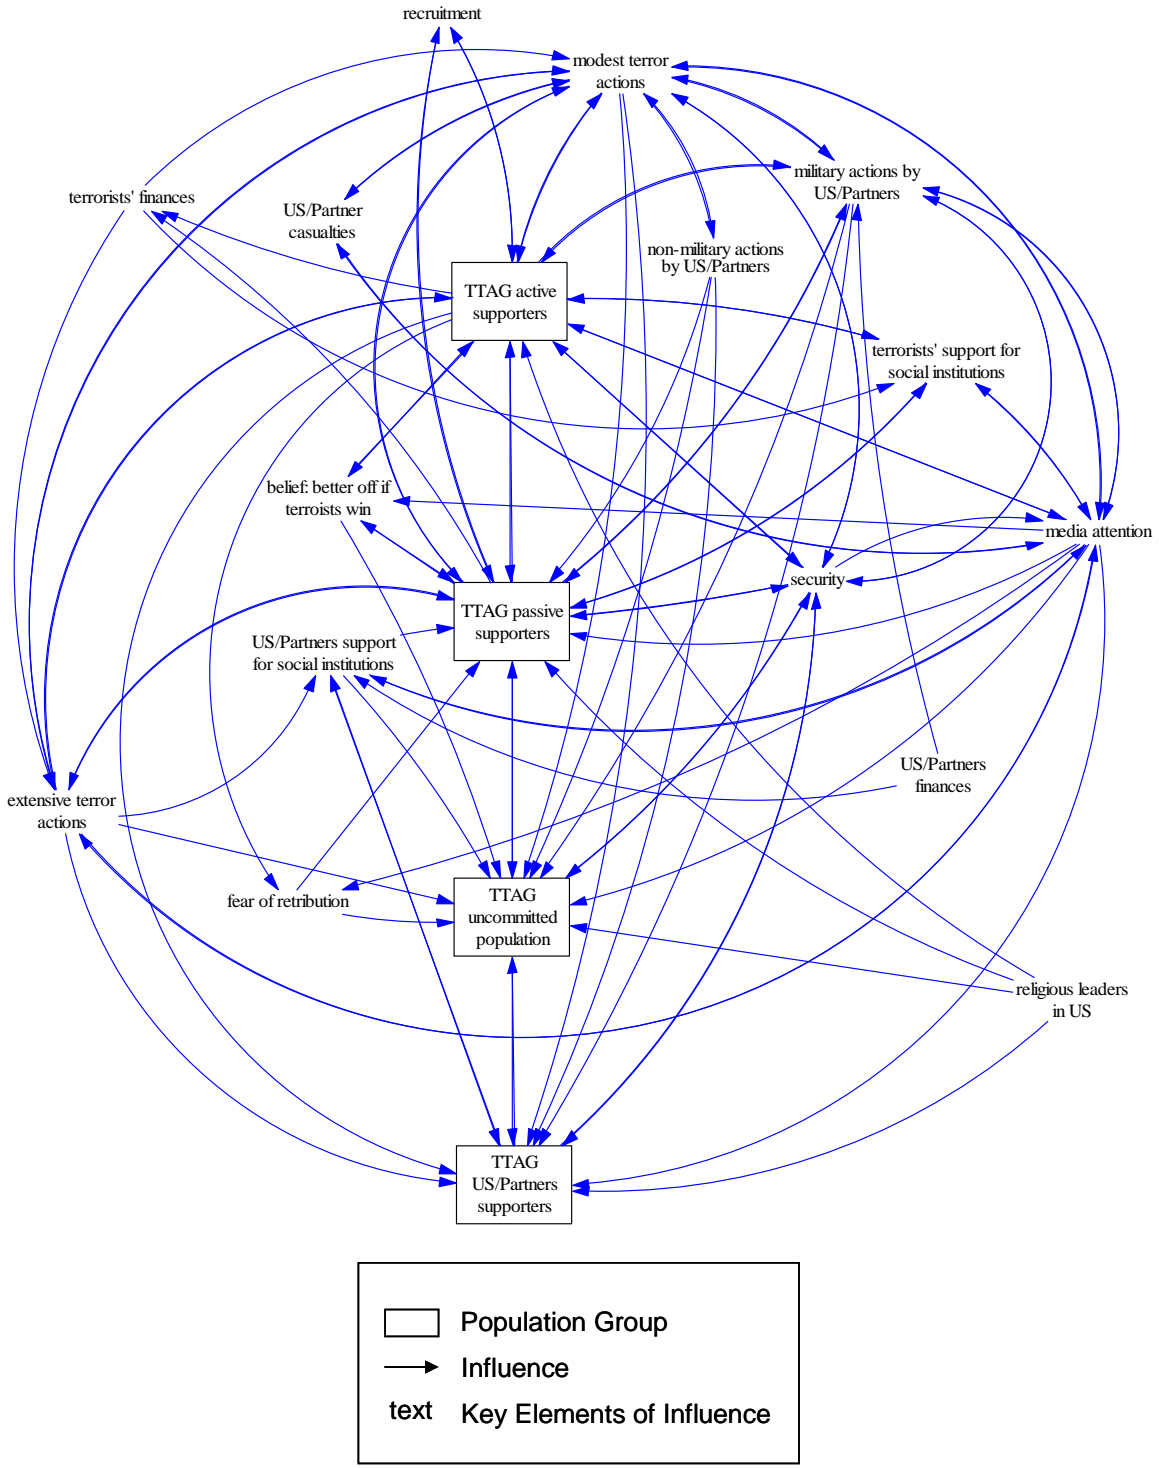 recruitment
modest terror
actions
military actions by
US/Partners
terrorists' finances
US/Partner
casualties
non-military actions
by US/Partners
TTAG active
supporters
terrorists' support for
social institutions
belief: better off if
terroists win
media attention
security
TTAG passive
supporters
US/Partners support
for social institutions
US/Partners
finances
extensive terror
actions
fear of retribution
TTAG
uncommitted
population
religious leaders
in US
TTAG
US/Partners
supporters
Population Group
Influence
text Key Elements of Influence